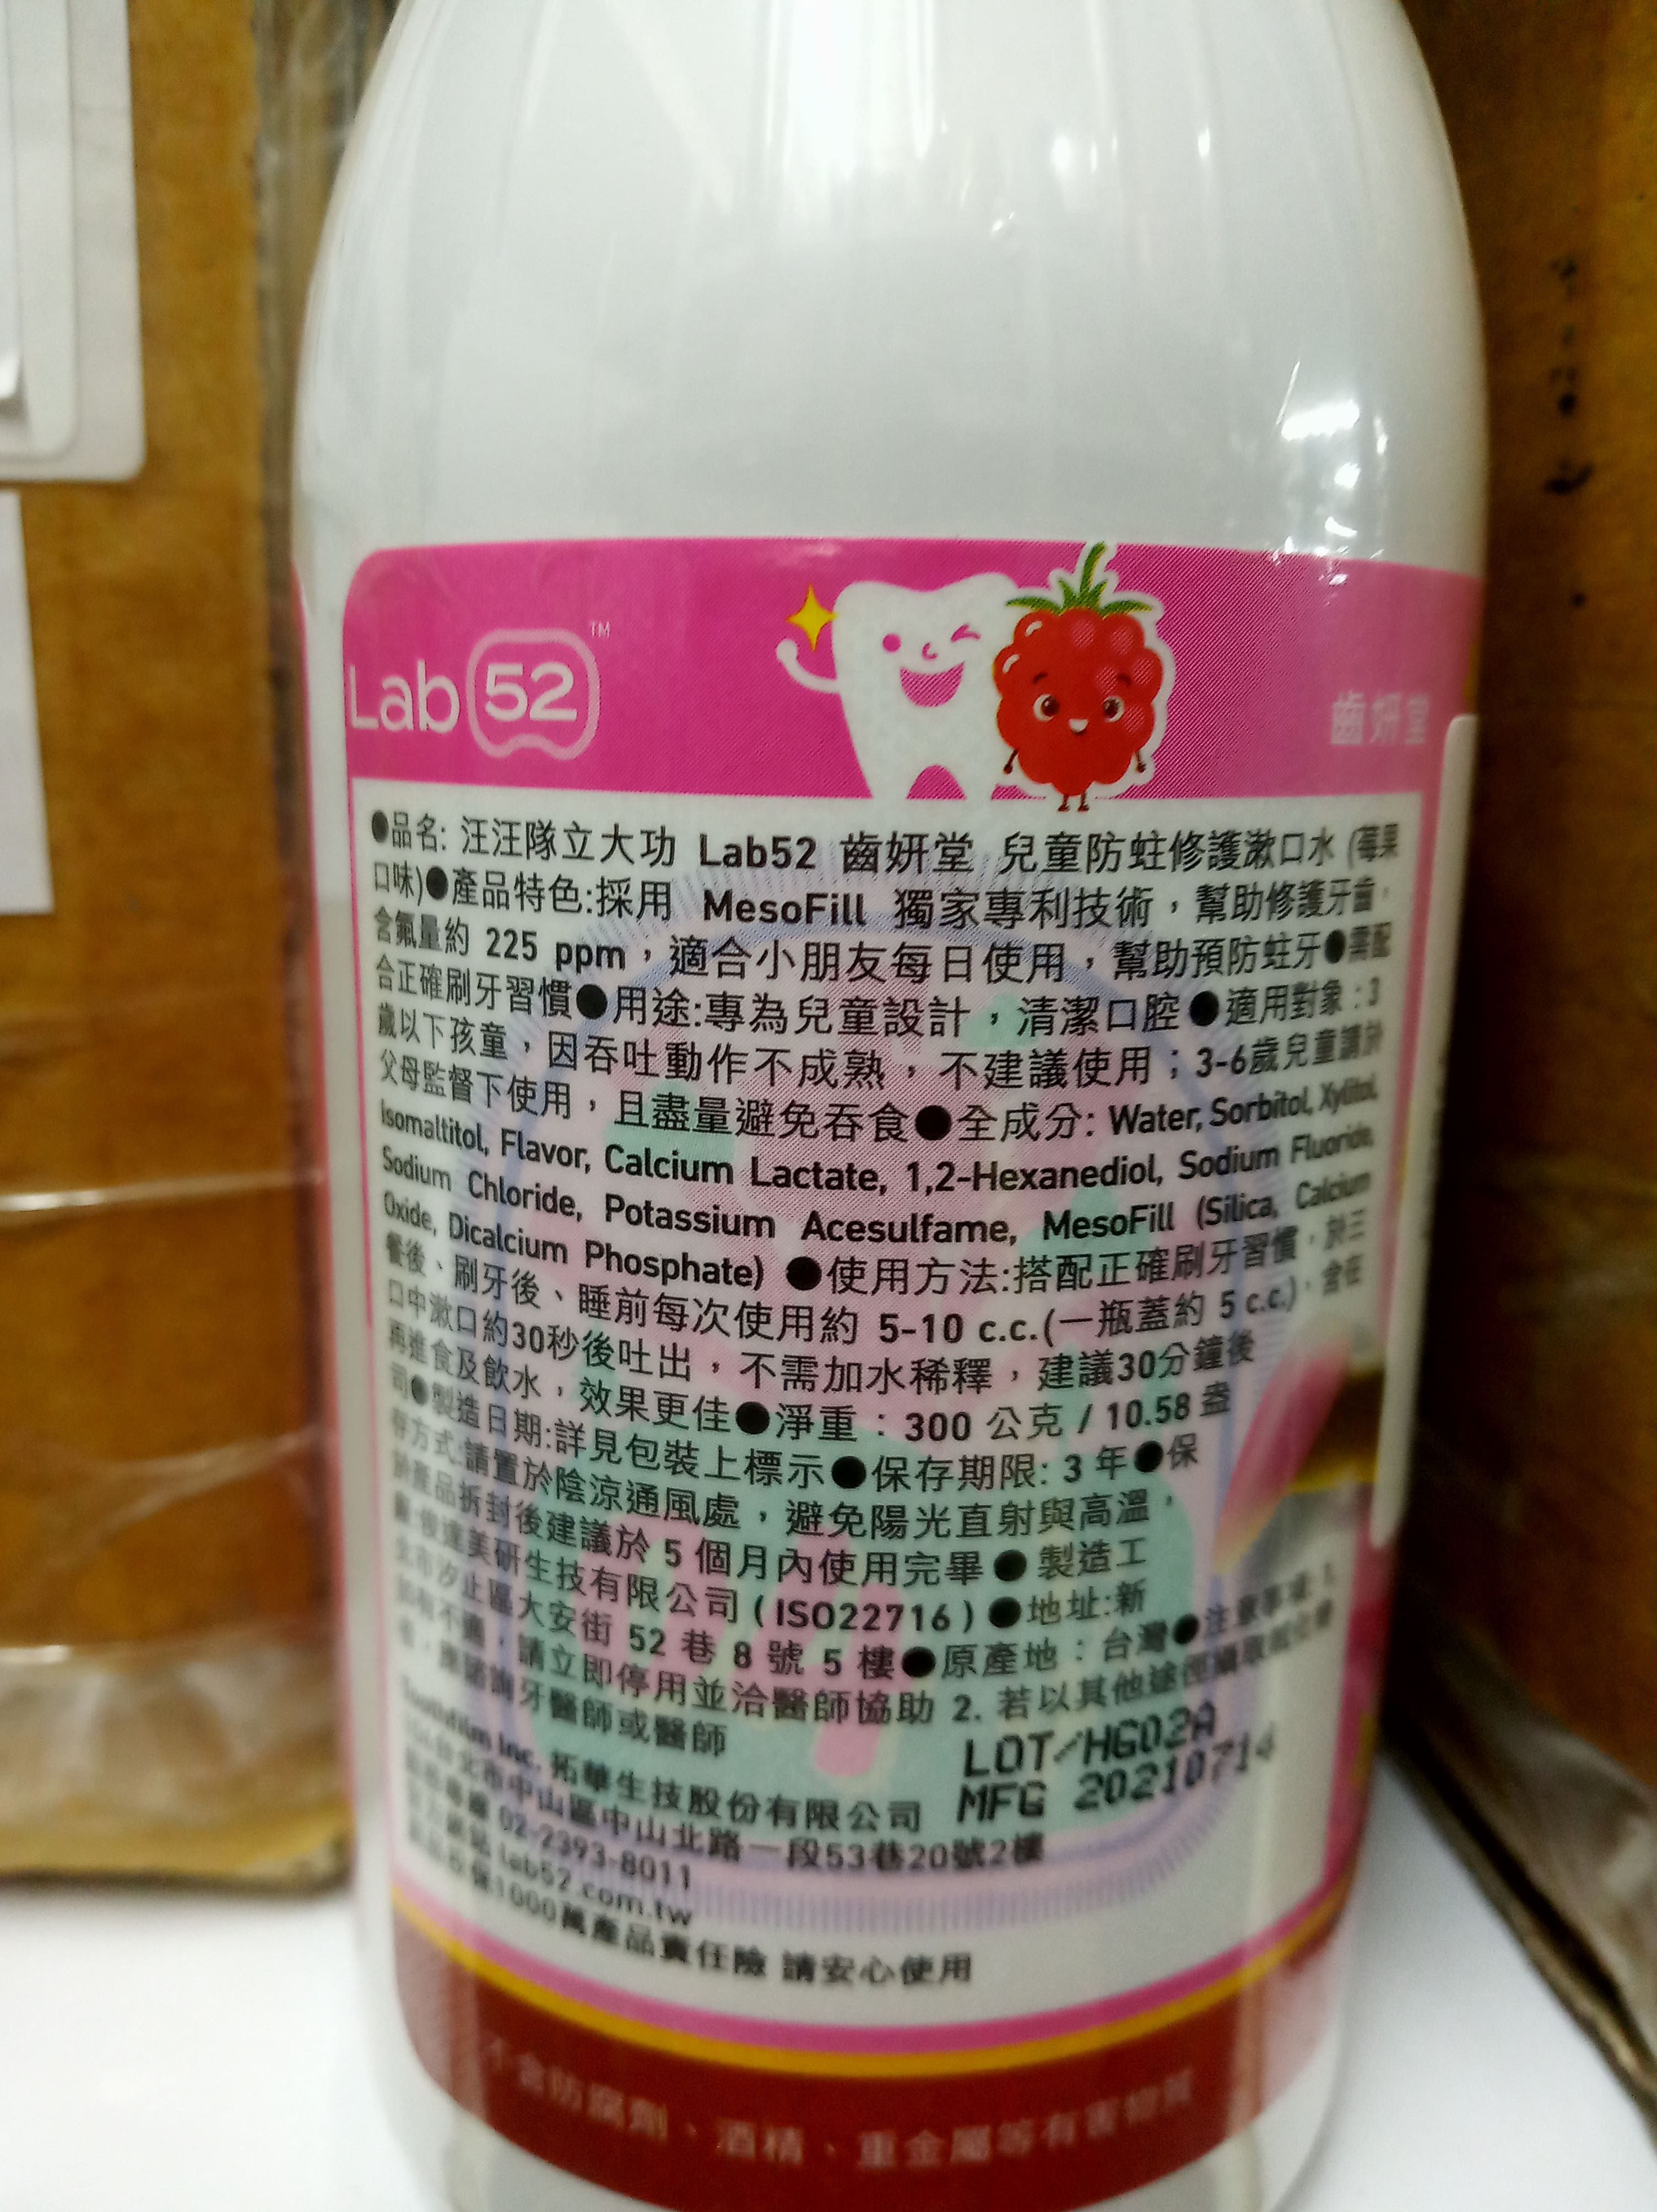 Lab 52 ™
齒妍堂
●品名: 汪汪隊立大功 Lab52 齒妍堂 兒童防蛀修護漱口水 (莓果
口味)●產品特色:採用 MesoFill 獨家專利技術，幫助修護牙齒，
含氟量約 225 ppm，適合小朋友每日使用，幫助預防蛀牙●需配
合正確刷牙習慣●用途:專為兒童設計，清潔口腔●適用對象：3
歲以下孩童，因吞吐動作不成熟，不建議使用；3-6歲兒童請於
父母監督下使用，且盡量避免吞食●全成分: Water, Sorbitol, Xylitol,
Isomaltitol, Flavor, Calcium Lactate, 1,2-Hexanediol, Sodium Fluoride,
Sodium Chloride, Potassium Acesulfame, MesoFill (Silica, Calcium
Oxide, Dicalcium Phosphate) ●使用方法:搭配正確刷牙習慣，於三
餐後、刷牙後、睡前每次使用約 5-10 c.c.(一瓶蓋約 5 c.c.)，含在
口中漱口約30秒後吐出，不需加水稀釋，建議30分鐘後
再進食及飲水，效果更佳●淨重：300 公克 / 10.58 盎
司●製造日期:詳見包裝上標示●保存期限: 3 年●保
存方式:請置於陰涼通風處，避免陽光直射與高溫，
產品拆封後建議於 5 個月內使用完畢●製造工
美研生技有限公司 (ISO22716) ●地址:新
北市汐止區大安街 52 巷 8 號 5 樓●原產地：台灣●注意事項: 1.
如有不適，請立即停用並洽醫師協助 2. 若以其他途徑攝取
應諮詢牙醫師或醫師
LOT/HG02A
Inc. 拓華生技股份有限公司
MFG 20210714
台北市中山區中山北路一段53巷20號2樓
02-2393-8011
lab52.com.tw
1000萬產品責任險 請安心使用
不含防腐劑、酒精、重金屬等有害物質